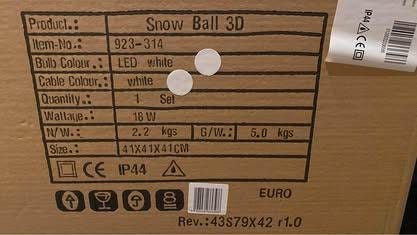 Product.: Snow Ball 3D
Item-No.: 923-314
Bulb Colour.: LED white
Cable Colour.: white
Quantity.: 1 Set
Wattage.: 18 W
N/W.: 2.2 kgs G/W.: 5.0 kgs
Size.: 41X41X41CM
CE IP44
EURO
Rev.:43S79X42 r1.0
IP44 CE